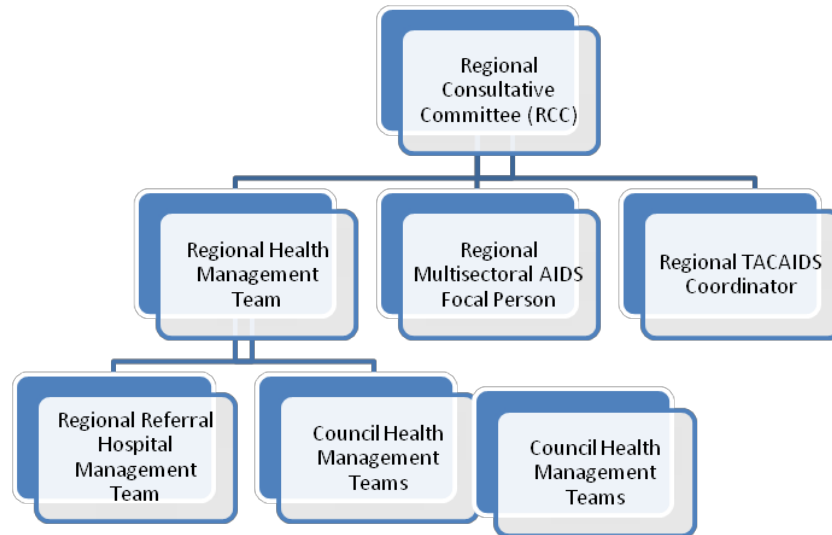 Regional
Consultative
Committee (RCC)
Regional Health
Management
Team
Regional
Multisectoral AIDS
Focal Person
Regional TACAIDS
Coordinator
Regional Referral
Hospital
Management
Team
Council Health
Management
Teams
Council Health
Management
Teams